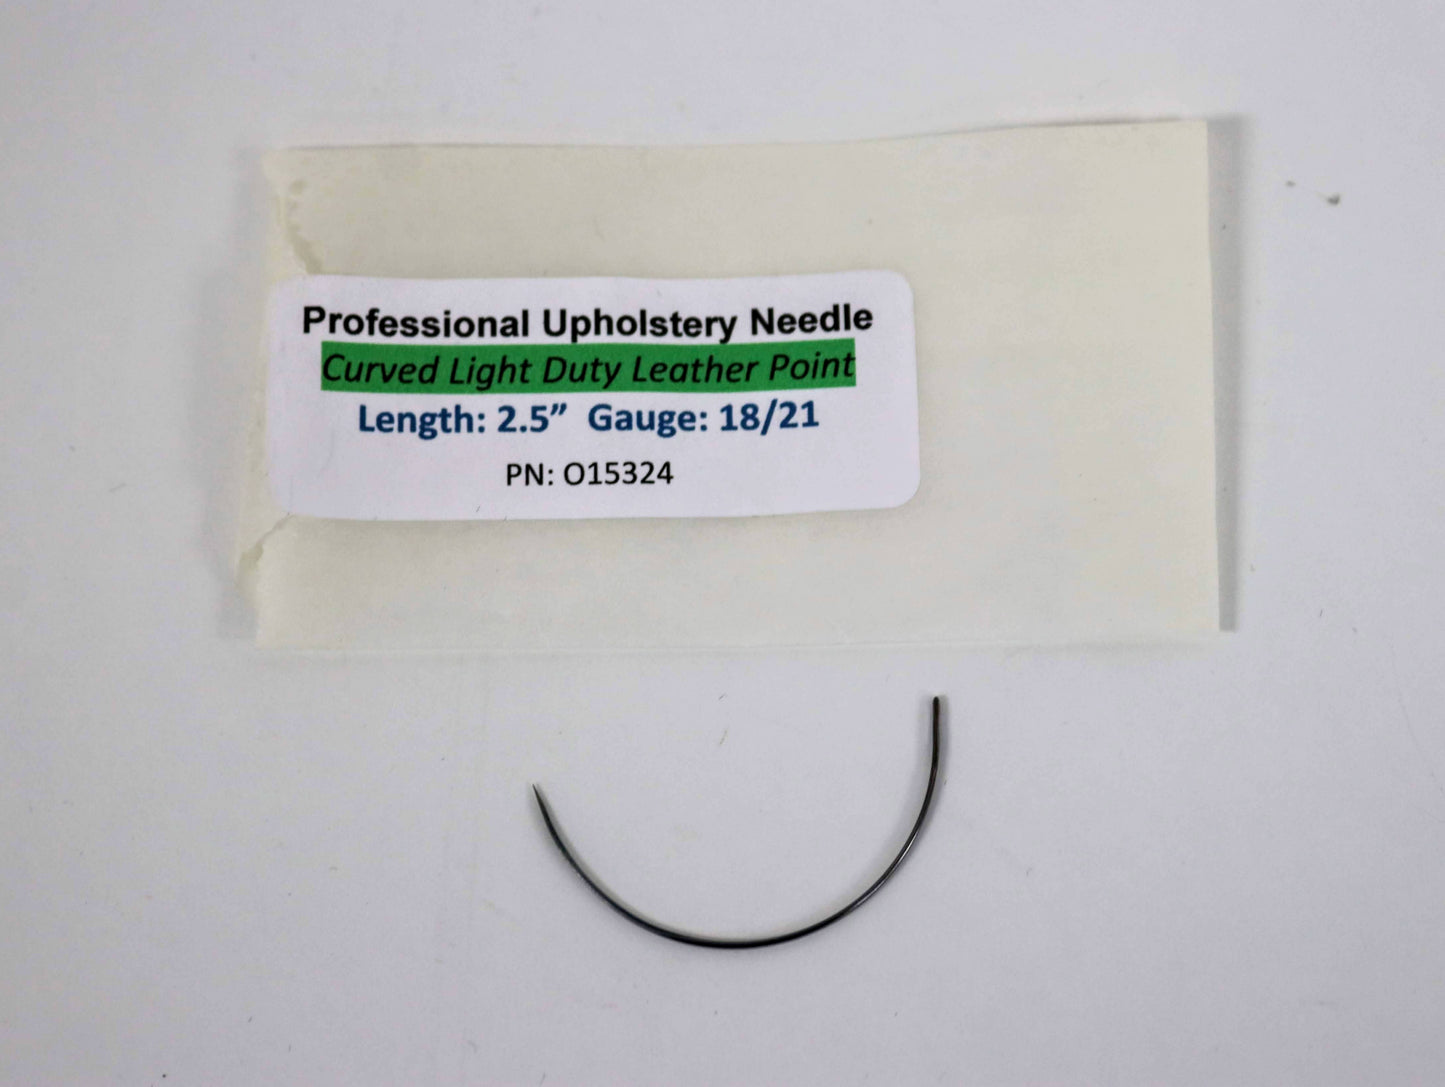 Professional Upholstery Needle
Curved Light Duty Leather Point
Length: 2.5” Gauge: 18/21
PN: O15324